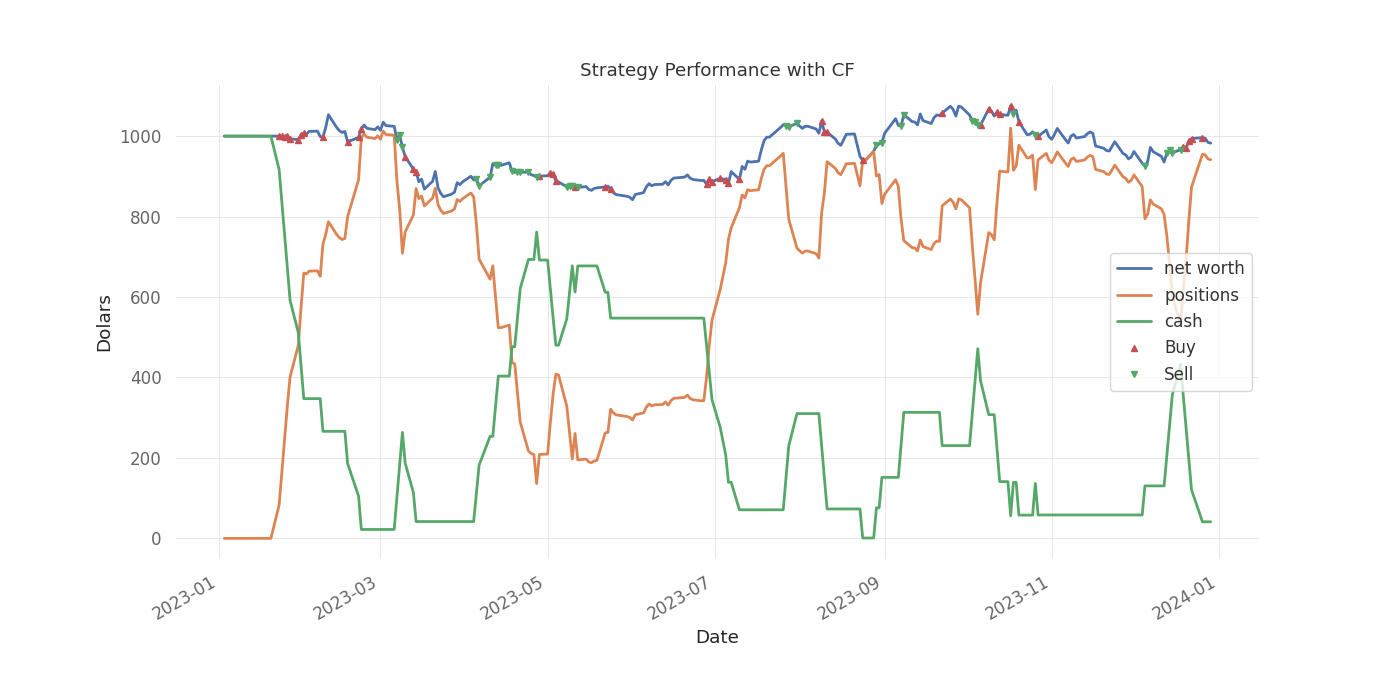 Strategy Performance with CF
Dolars
1000
800
600
400
200
0
net worth
positions
cash
Buy
Sell
2023-01
2023-03
2023-05
2023-07
2023-09
2023-11
2024-01
Date